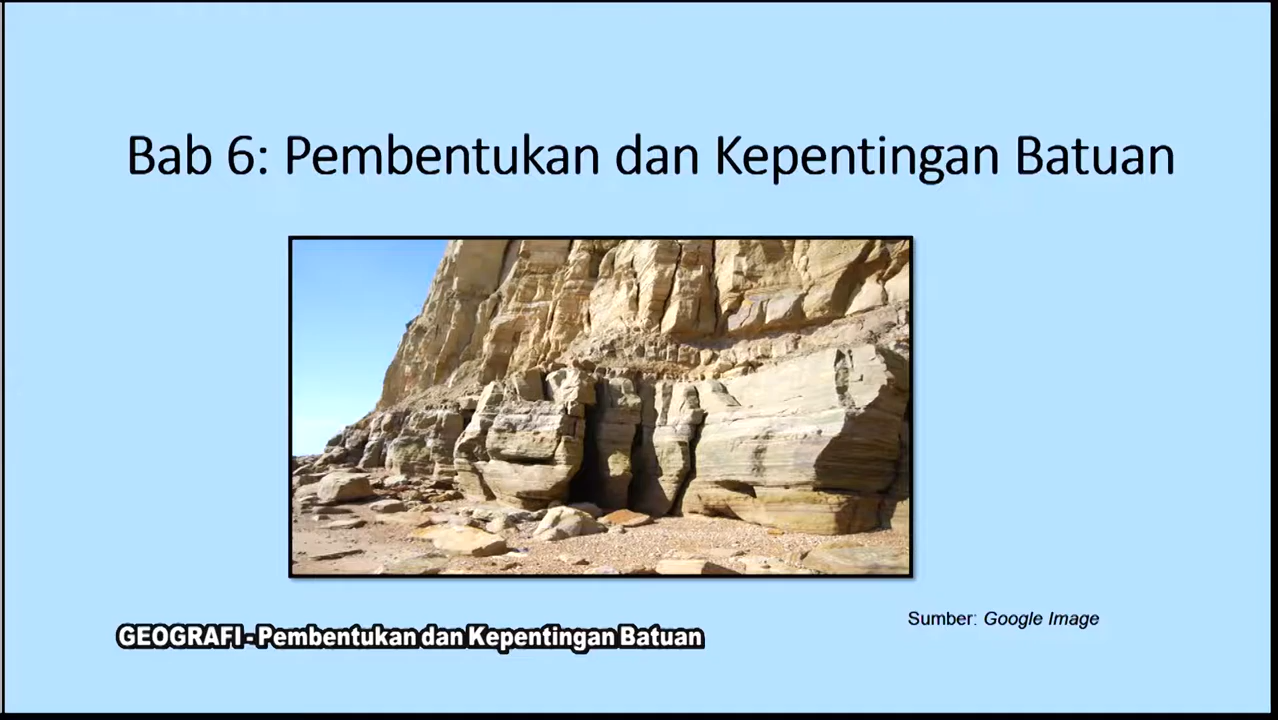 Bab 6: Pembentukan dan Kepentingan Batuan
Sumber: Google Image
GEOGRAFI - Pembentukan dan Kepentingan Batuan